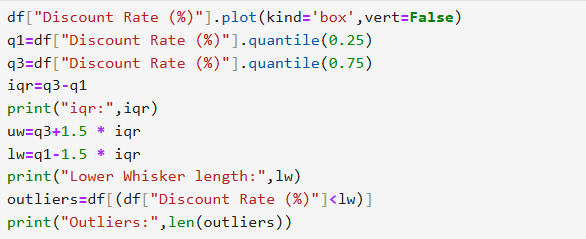 df["Discount Rate (%)"].plot(kind='box',vert=False)
q1=df["Discount Rate (%)"].quantile(0.25)
q3=df["Discount Rate (%)"].quantile(0.75)
iqr=q3-q1
print("iqr:",iqr)
uw=q3+1.5 * iqr
lw=q1-1.5 * iqr
print("Lower Whisker length:",lw)
outliers=df[(df["Discount Rate (%)"]<lw)]
print("Outliers:",len(outliers))